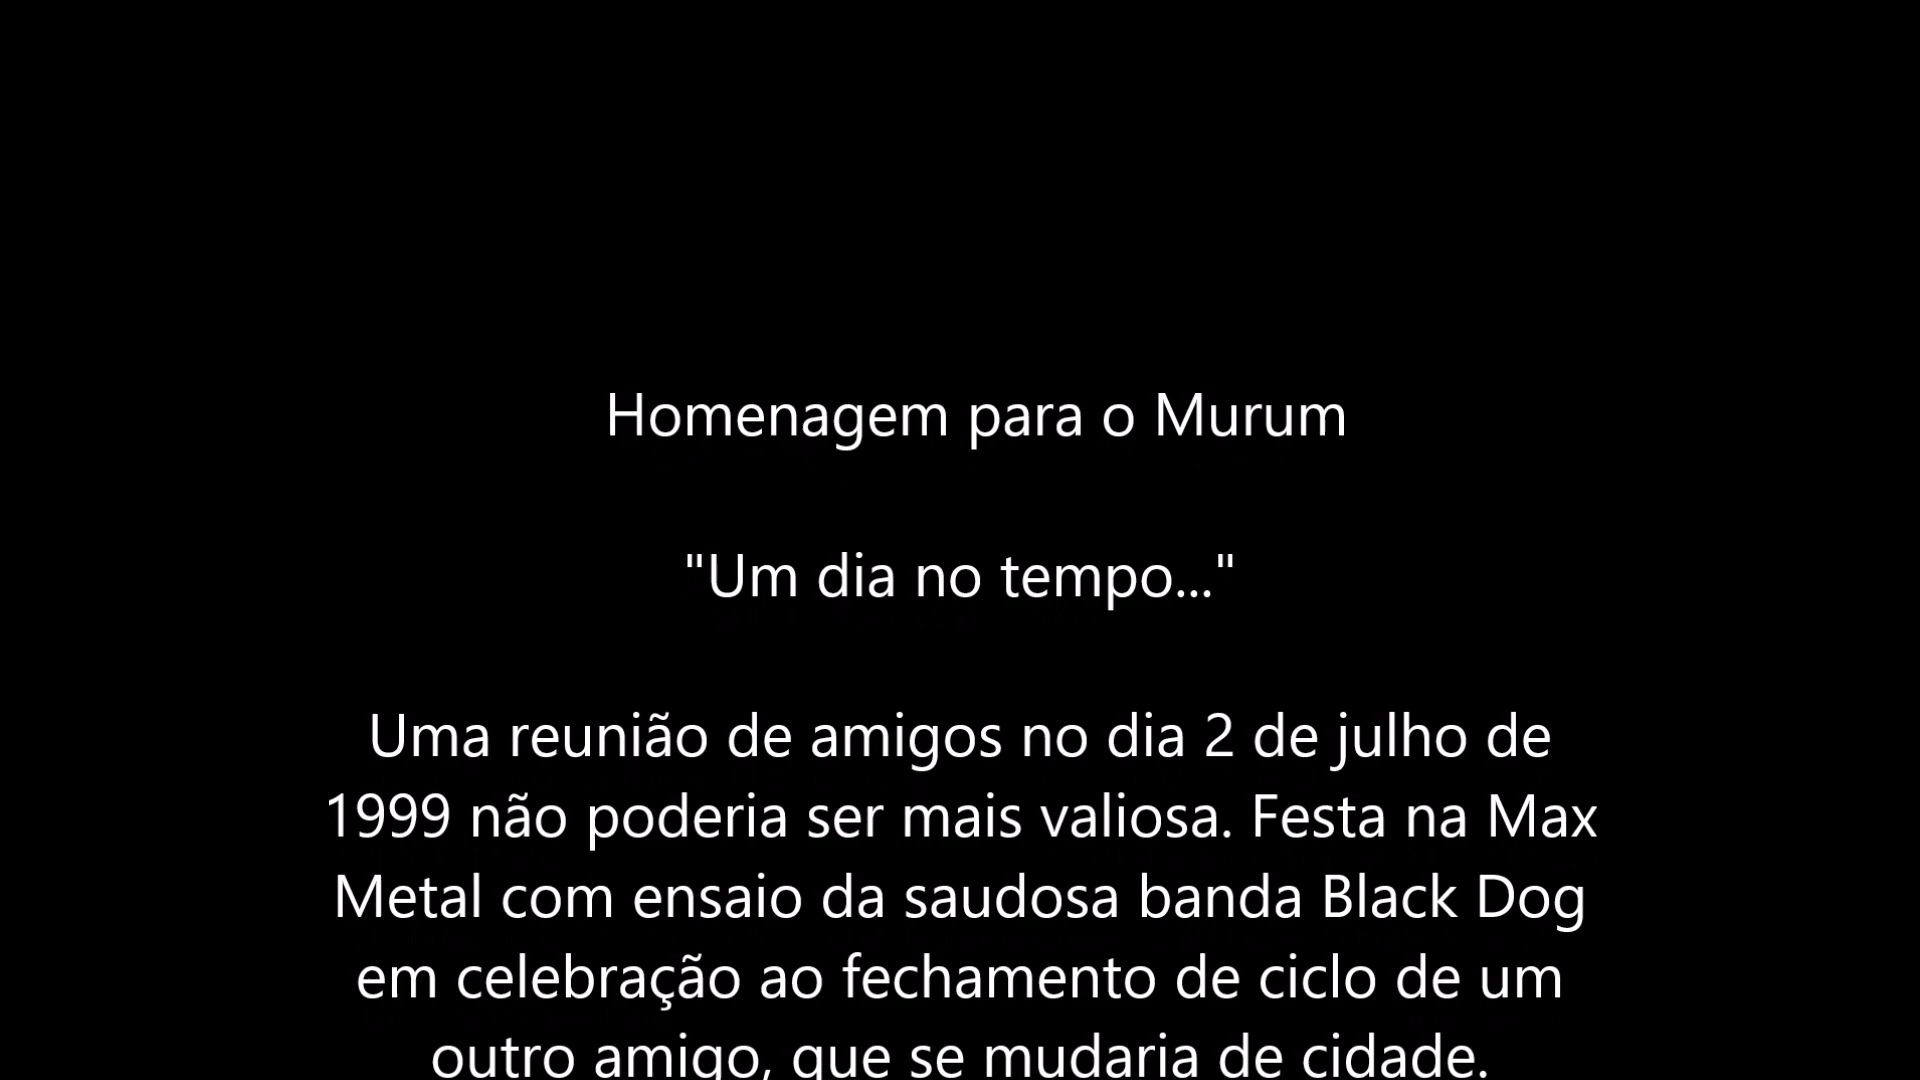 Homenagem para o Murum
"Um dia no tempo..."
Uma reunião de amigos no dia 2 de julho de
1999 não poderia ser mais valiosa. Festa na Max
Metal com ensaio da saudosa banda Black Dog
em celebração ao fechamento de ciclo de um
outro amigo, que se mudaria de cidade.